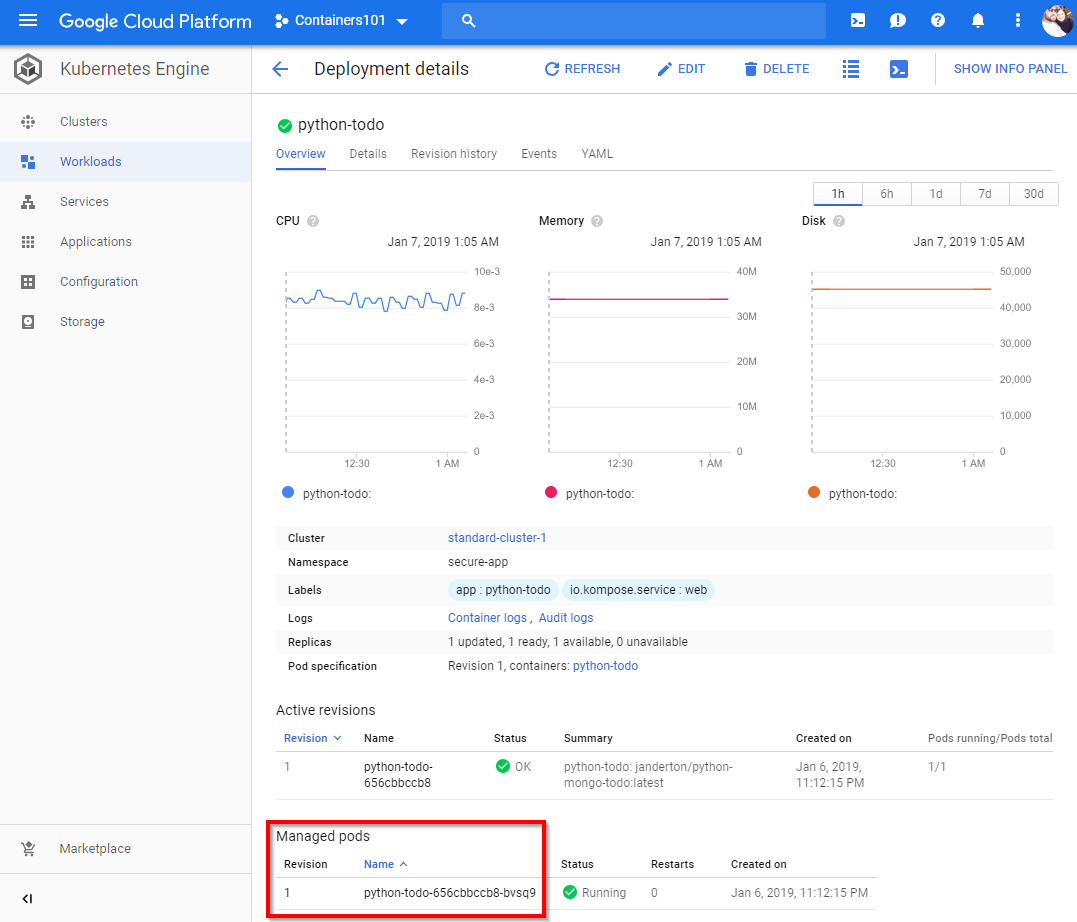 Google Cloud Platform Containers101
Kubernetes Engine
Deployment details REFRESH EDIT DELETE SHOW INFO PANEL
Clusters
Workloads
Services
Applications
Configuration
Storage
Marketplace
python-todo
Overview Details Revision history Events YAML
1h 6h 1d 7d 30d
CPU
Jan 7, 2019 1:05 AM
10e-3
8e-3
6e-3
4e-3
2e-3
0
12:30 1 AM
python-todo:
Memory
Jan 7, 2019 1:05 AM
40M
30M
20M
10M
0
12:30 1 AM
python-todo:
Disk
Jan 7, 2019 1:05 AM
50,000
40,000
30,000
20,000
10,000
0
12:30 1 AM
python-todo:
Cluster standard-cluster-1
Namespace secure-app
Labels app : python-todo io.kompose.service : web
Logs Container logs , Audit logs
Replicas 1 updated, 1 ready, 1 available, 0 unavailable
Pod specification Revision 1, containers: python-todo
Active revisions
Revision Name Status Summary Created on Pods running/Pods total
1 python-todo- OK python-todo: janderton/python- Jan 6, 2019, 1/1
656cbbccb8 mongo-todo:latest 11:12:15 PM
Managed pods
Revision Name Status Restarts Created on
1 python-todo-656cbbccb8-bvsq9 Running 0 Jan 6, 2019, 11:12:15 PM